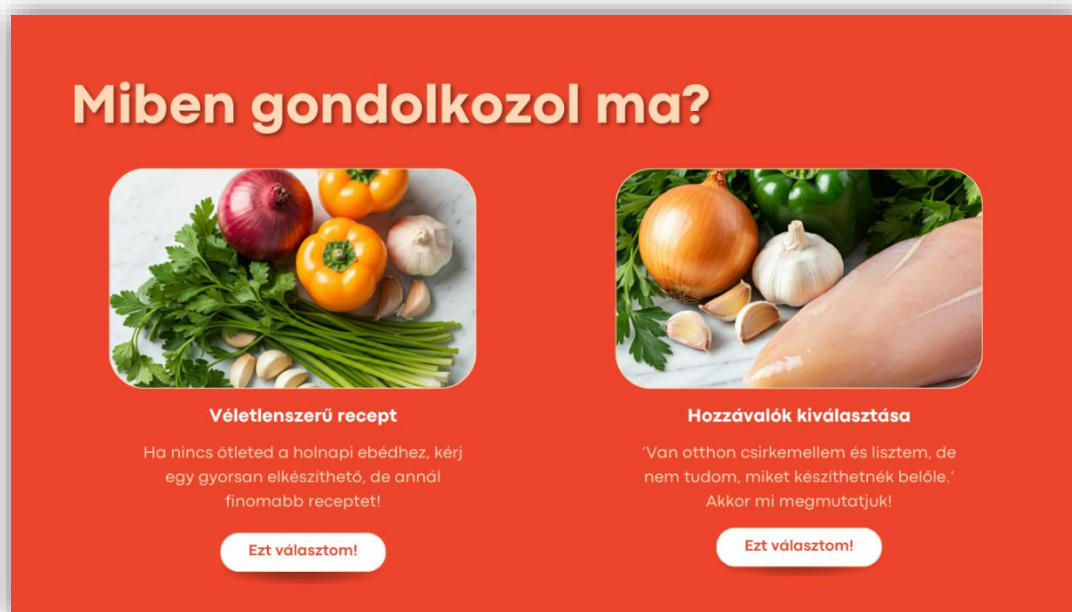 Miben gondolkozol ma?
Véletlenszerű recept
Ha nincs ötleted a holnapi ebédhez, kérj
egy gyorsan elkészíthető, de annál
finomabb receptet!
Ezt választom!
Hozzávalók kiválasztása
‘Van otthon csirkemellem és lisztem, de
nem tudom, miket készíthetnék belőle.’
Akkor mi megmutatjuk!
Ezt választom!